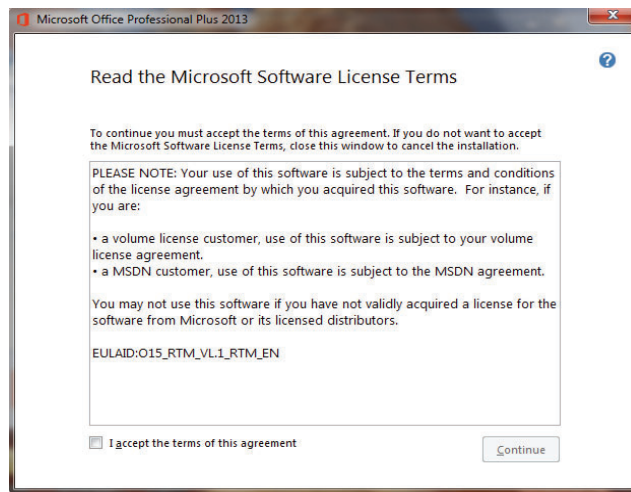 Microsoft Office Professional Plus 2013
Read the Microsoft Software License Terms
To continue you must accept the terms of this agreement. If you do not want to accept
the Microsoft Software License Terms, close this window to cancel the installation.
PLEASE NOTE: Your use of this software is subject to the terms and conditions
of the license agreement by which you acquired this software.  For instance, if
you are:
• a volume license customer, use of this software is subject to your volume
license agreement.
• a MSDN customer, use of this software is subject to the MSDN agreement.
You may not use this software if you have not validly acquired a license for the
software from Microsoft or its licensed distributors.
EULAID:O15_RTM_VL.1_RTM_EN
I accept the terms of this agreement
Continue